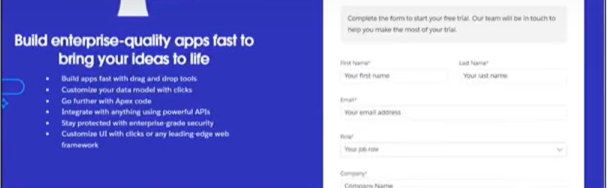 Build enterprise-quality apps fast to
bring your ideas to life
Build apps fast with drag and drop tools
Customize your data model with clicks
Go further with Apex code
Integrate with anything using powerful APIs
Stay protected with enterprise-grade security
Customize UI with clicks or any leading-edge web
framework
Complete the form to start your free trial. Our team will be in touch to
help you make the most of your trial.
First Name* Last Name*
Your first name Your last name
Email*
Your email address
Role*
Your job role
Company*
Company Name